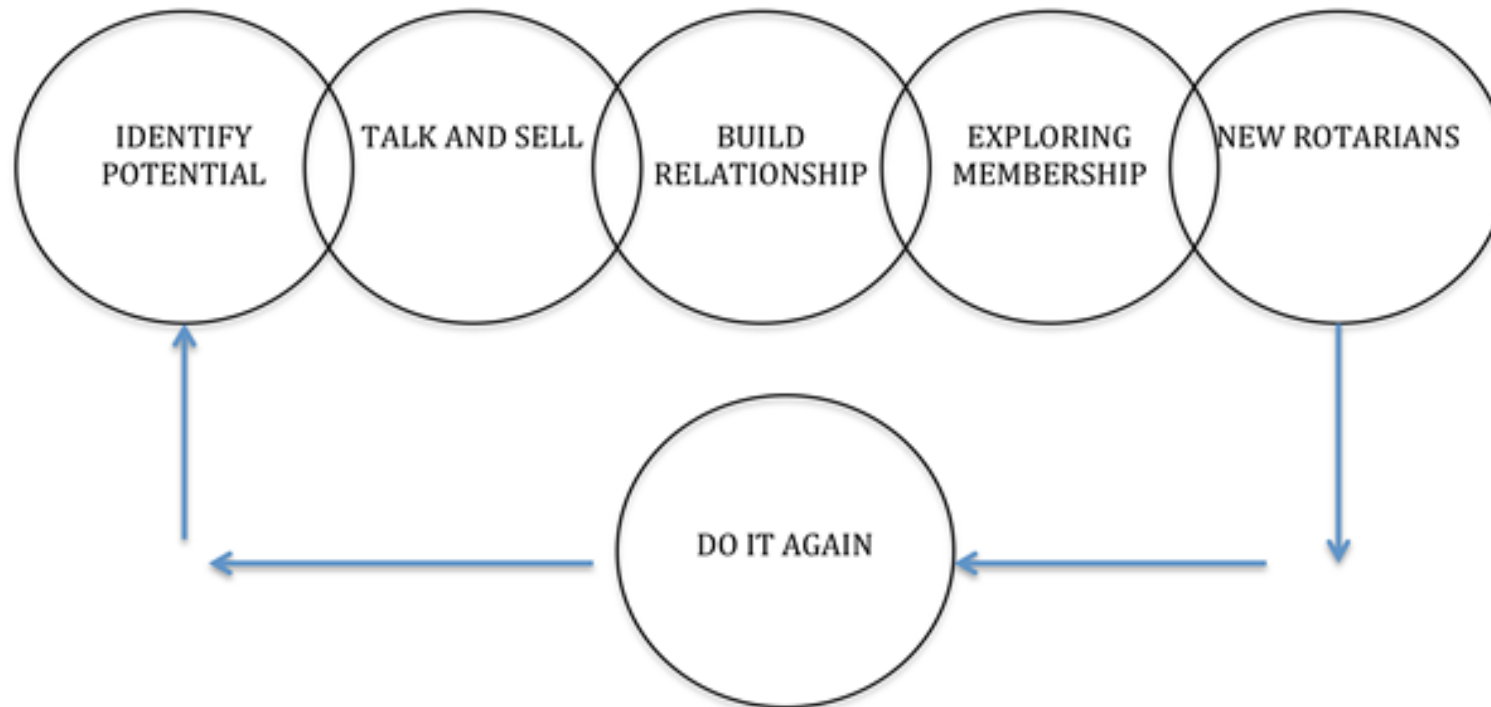 IDENTIFY
POTENTIAL
TALK AND SELL
BUILD
RELATIONSHIP
EXPLORING
MEMBERSHIP
NEW ROTARIANS
DO IT AGAIN